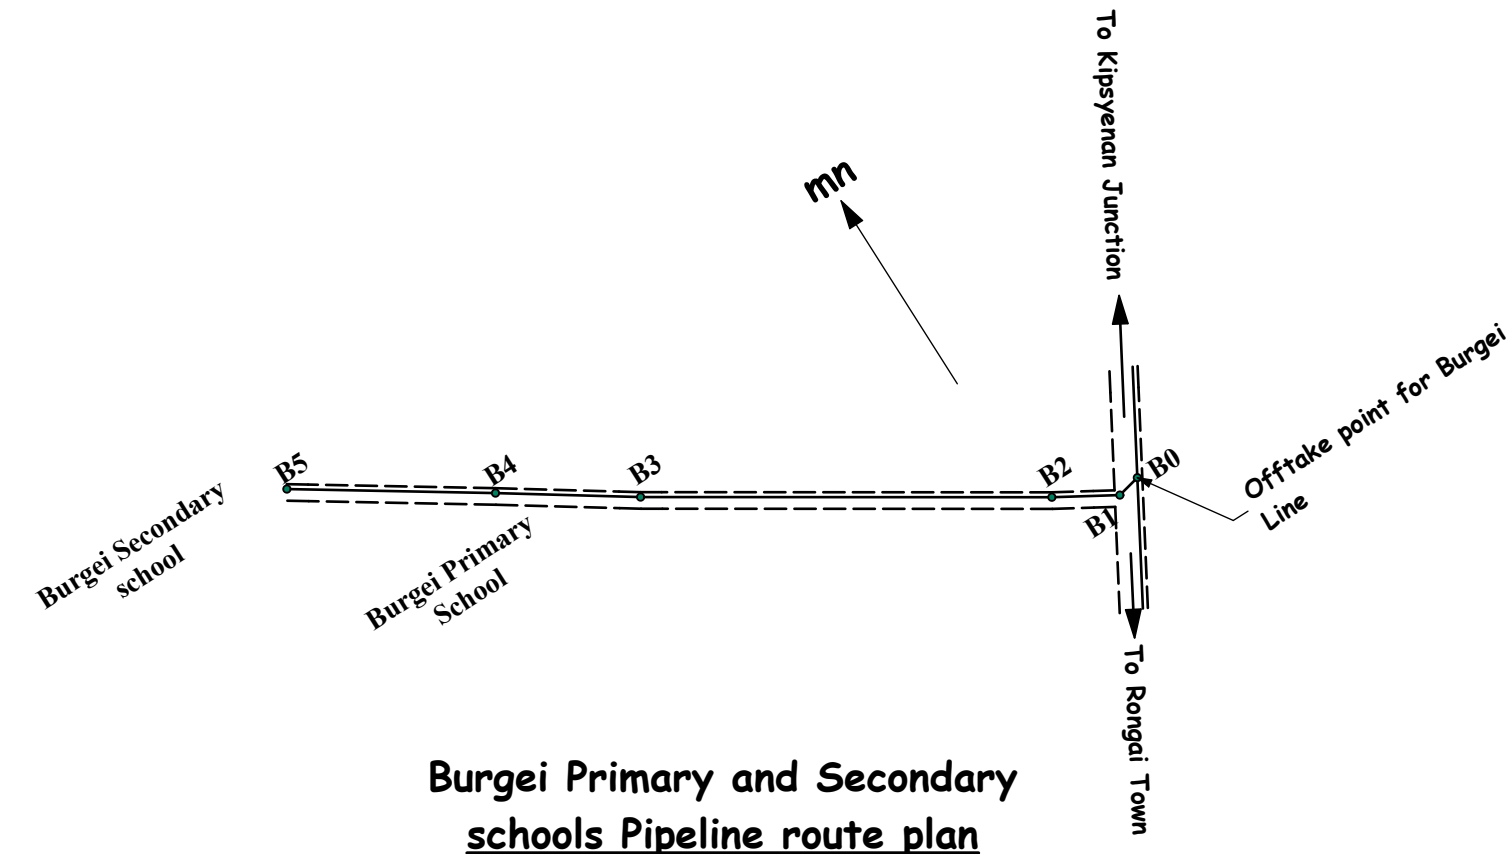 To Kipsyenan Junction
mn
B5
B4
B3
B2
B0
B1
Offtake point for Burgei
Line
Burgei Secondary
school
Burgei Primary
School
To Rongai Town
Burgei Primary and Secondary
schools Pipeline route plan